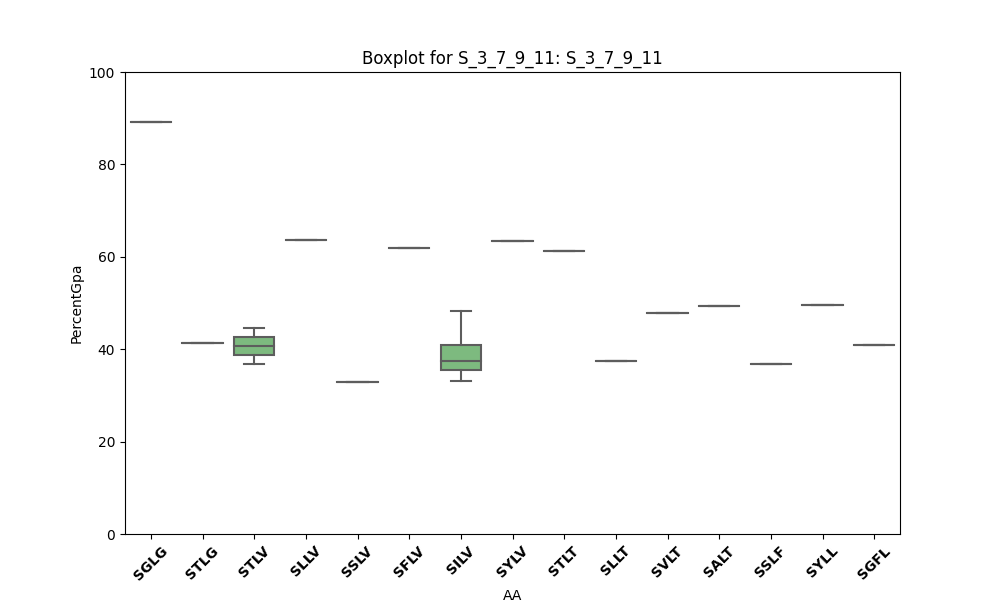 Boxplot for S_3_7_9_11: S_3_7_9_11
100
80
60
40
20
0
PercentGpa
SGLG STLG STLV SLLV SSLV SFLV SILV SYLV STLT SLLT SVLT SALT SSLF SYLL SGFL
AA